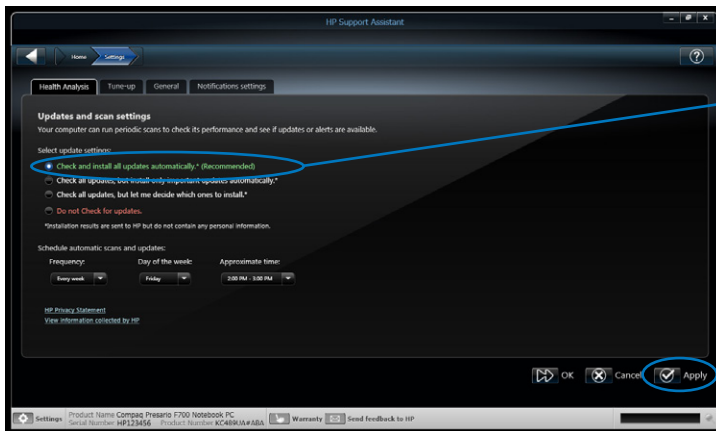 HP Support Assistant
Home
Settings
Health Analysis
Tune-up
General
Notifications settings
Updates and scan settings
Your computer can run periodic scans to check its performance and see if updates or alerts are available.
Select update settings:
Check and install all updates automatically.* (Recommended)
Check all updates, but install only important updates automatically.*
Check all updates, but let me decide which ones to install.*
Do not Check for updates.
*Installation results are sent to HP but do not contain any personal information.
Schedule automatic scans and updates:
Frequency: Day of the week: Approximate time:
Every week Friday 2:00 PM - 3:00 PM
HP Privacy Statement
View information collected by HP
OK Cancel Apply
Settings Product Name Compaq Presario F700 Notebook PC Warranty Send feedback to HP
Serial Number HP123456 Product Number KC489UA#ABA